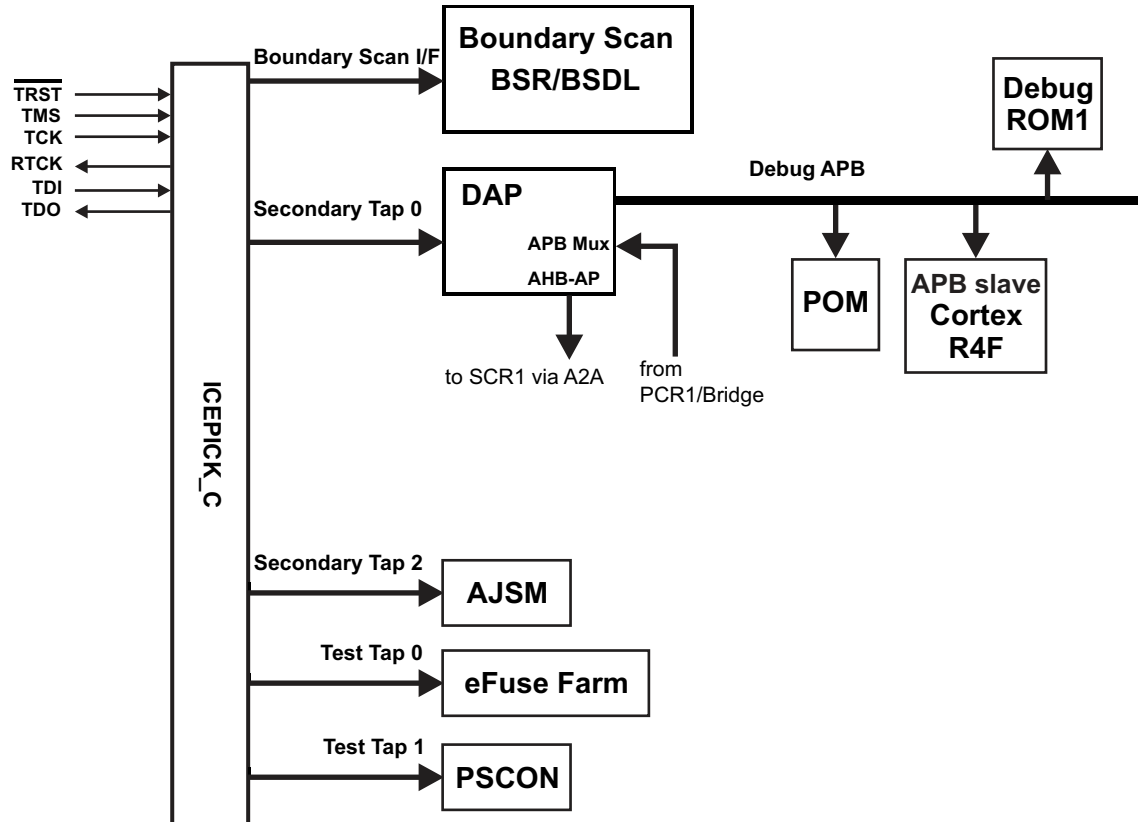 Boundary Scan I/F
Boundary Scan
BSR/BSDL
TRST
TMS
TCK
RTCK
TDI
TDO
Debug
ROM1
Debug APB
Secondary Tap 0
DAP
APB Mux
AHB-AP
POM
APB slave
Cortex
R4F
to SCR1 via A2A
from
PCR1/Bridge
ICEPICK_C
Secondary Tap 2
AJSM
Test Tap 0
eFuse Farm
Test Tap 1
PSCON